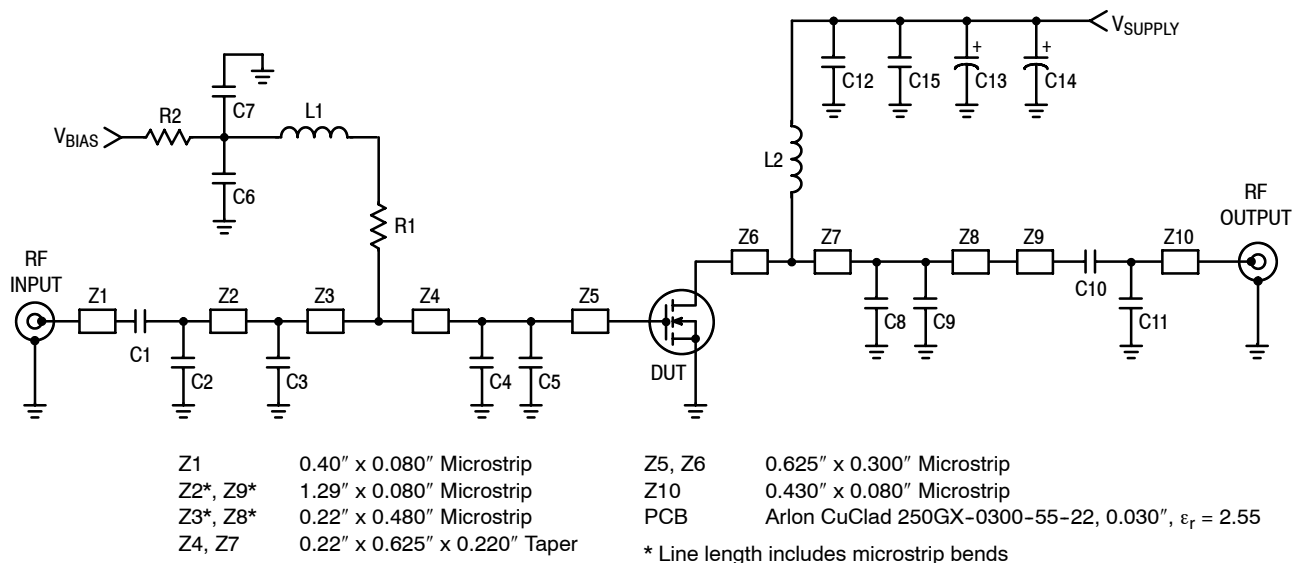 VSUPPLY
C12
C15
+
C13
+
C14
C7
R2
L1
VBIAS
C6
L2
R1
RF
INPUT
RF
OUTPUT
Z6
Z7
Z8
Z9
Z10
C10
C8
C9
C11
Z1
Z2
Z3
Z4
Z5
C1
C2
C3
C4
C5
DUT
Z1 0.40″ x 0.080″ Microstrip
Z2*, Z9* 1.29″ x 0.080″ Microstrip
Z3*, Z8* 0.22″ x 0.480″ Microstrip
Z4, Z7 0.22″ x 0.625″ x 0.220″ Taper
Z5, Z6 0.625″ x 0.300″ Microstrip
Z10 0.430″ x 0.080″ Microstrip
PCB Arlon CuClad 250GX-0300-55-22, 0.030″, εr = 2.55
* Line length includes microstrip bends